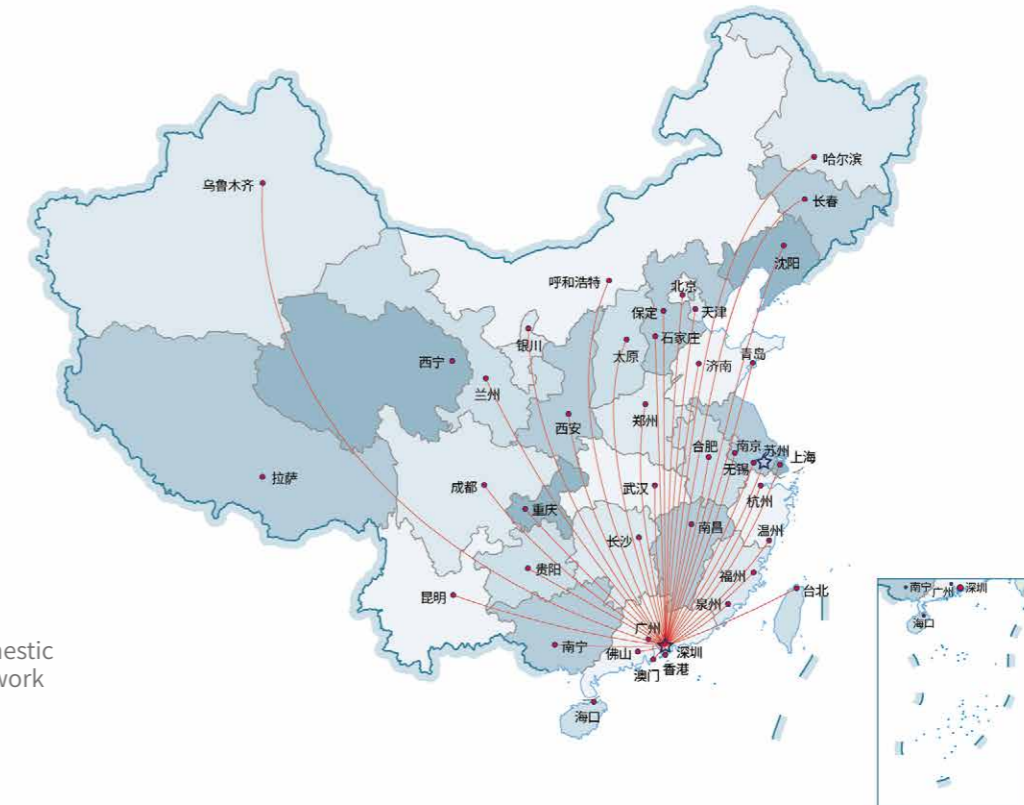 哈尔滨
乌鲁木齐
长春
沈阳
呼和浩特
北京
保定
天津
银川
石家庄
太原
青岛
西宁
济南
兰州
郑州
西安
合肥
南京
苏州
上海
无锡
拉萨
成都
武汉
杭州
重庆
南昌
温州
长沙
贵阳
福州
昆明
泉州
台北
广州
南宁
佛山
深圳
澳门
香港
海口
南宁
广州
深圳
海口